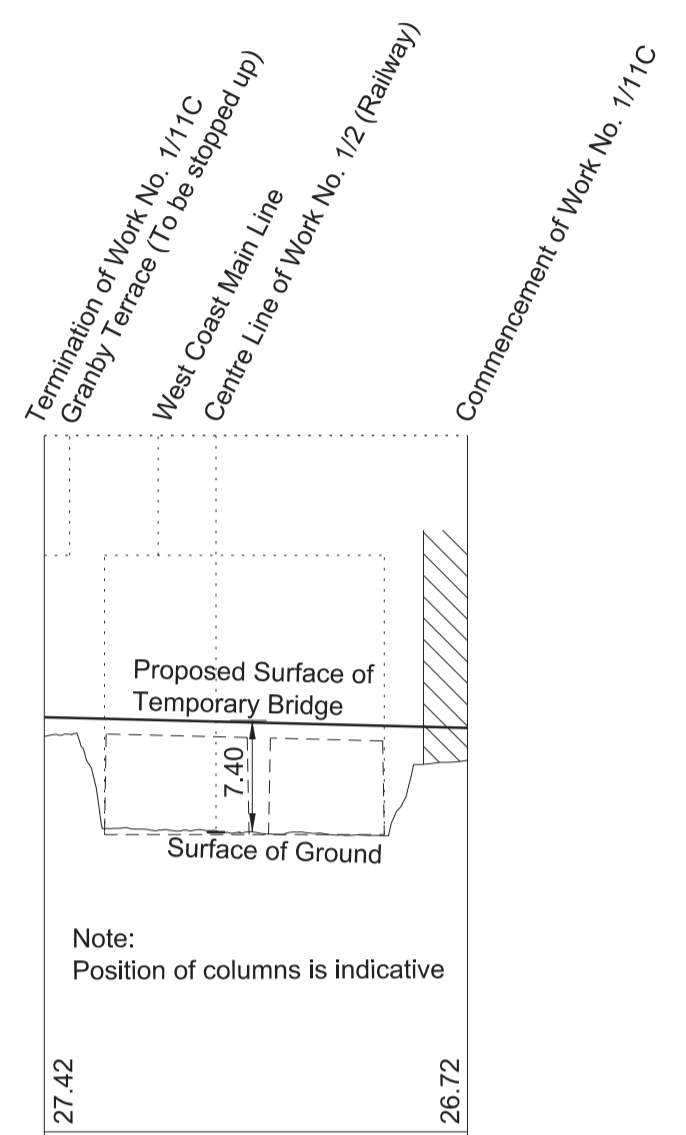 Termination of Work No. 1/11C
Granby Terrace (To be stopped up)
West Coast Main Line
Centre Line of Work No. 1/2 (Railway)
Commencement of Work No. 1/11C
Proposed Surface of
Temporary Bridge
7.40
Surface of Ground
Note:
Position of columns is indicative
27.42
26.72